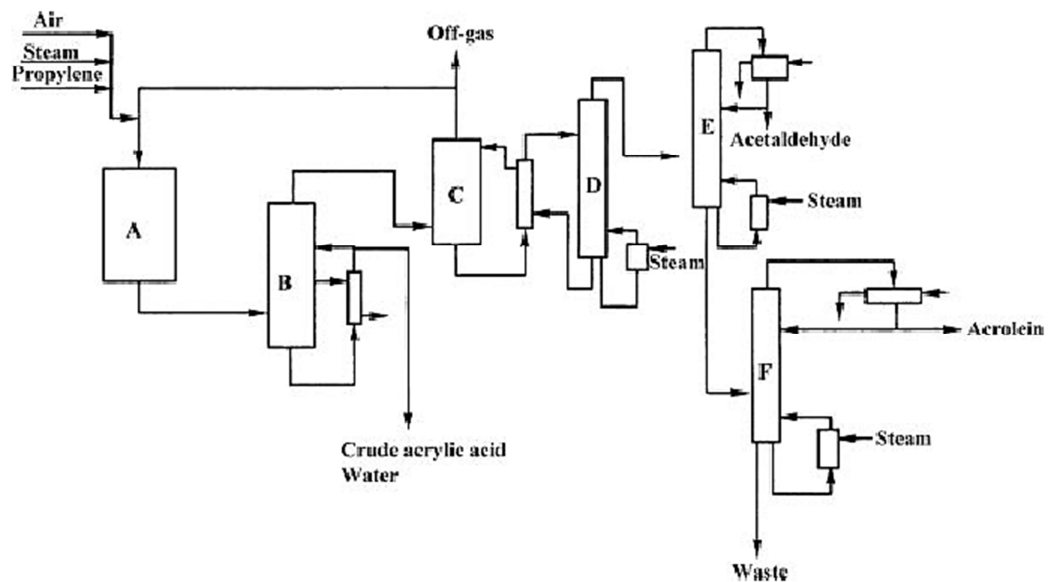 Air
Steam
Propylene
Off-gas
A
B
C
D
E
F
Acetaldehyde
Steam
Steam
Acrolein
Steam
Crude acrylic acid
Water
Waste